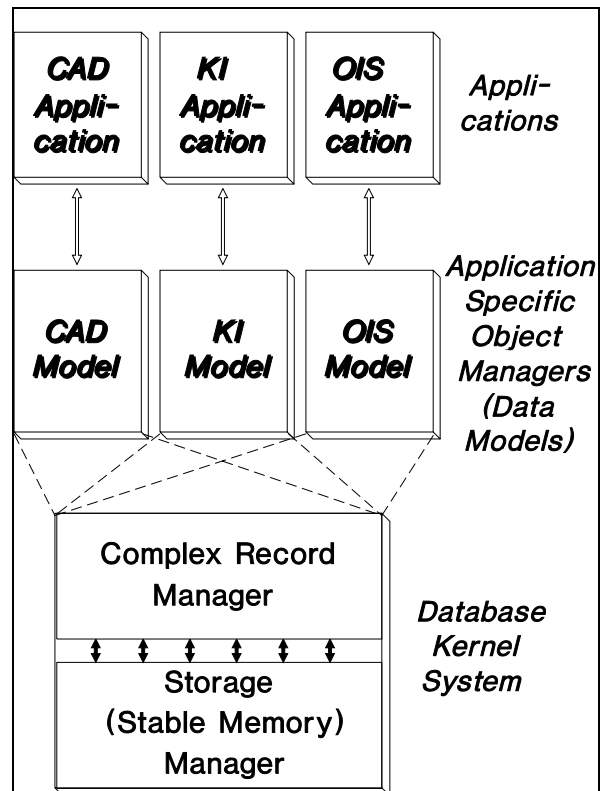 CAD
Appli-
cation
KI
Appli-
cation
OIS
Appli-
cation
Appli-
cations
CAD
Model
KI
Model
OIS
Model
Application
Specific
Object
Managers
(Data
Models)
Complex Record
Manager
Storage
(Stable Memory)
Manager
Database
Kernel
System